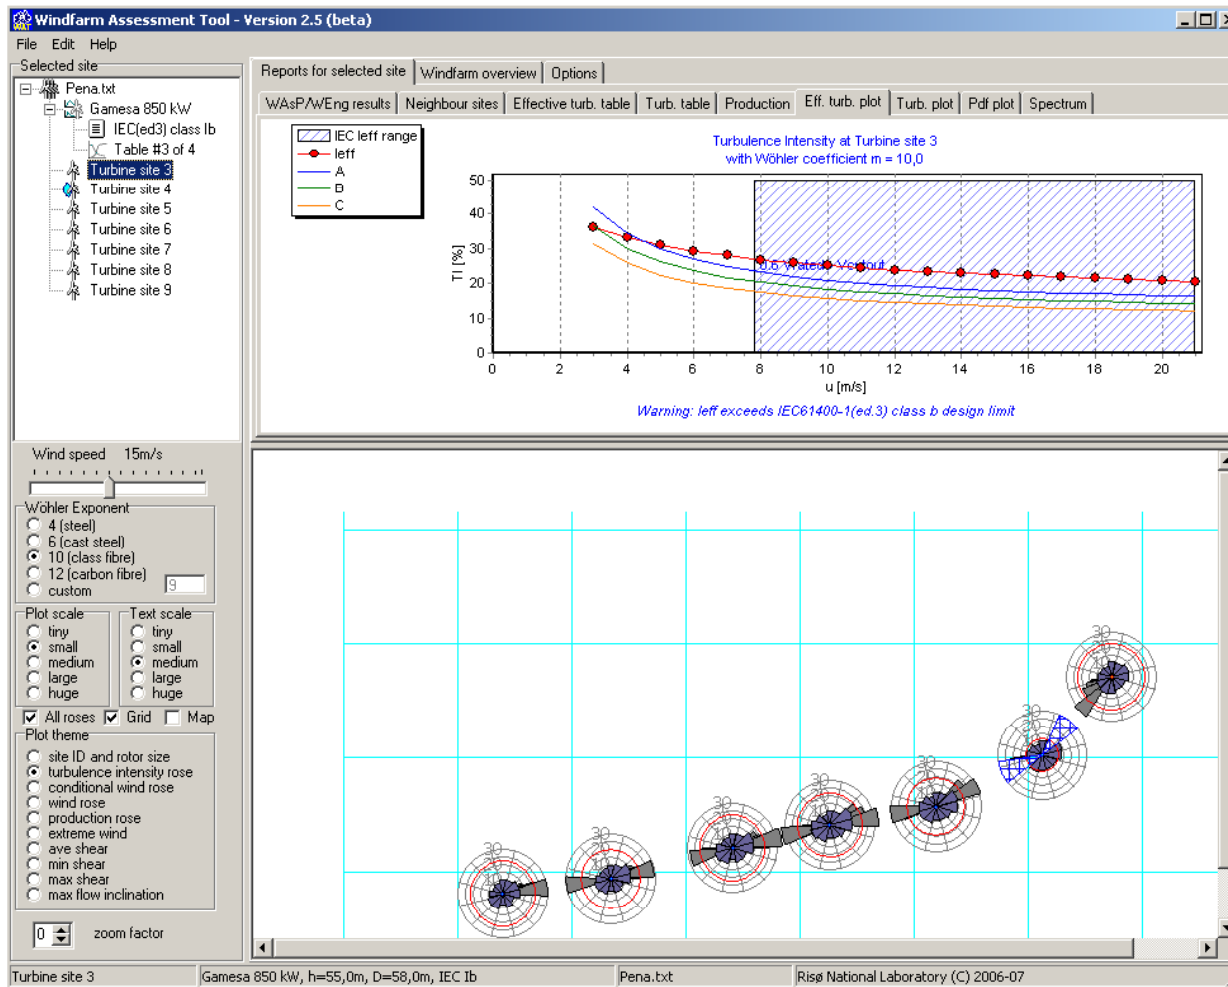 Windfarm Assessment Tool - Version 2.5 (beta)
File Edit Help
Selected site
Pena.txt
Gamesa 850 kW
IEC(ed3) class Ib
Table #3 of 4
Turbine site 3
Turbine site 4
Turbine site 5
Turbine site 6
Turbine site 7
Turbine site 8
Turbine site 9
Reports for selected site Windfarm overview Options
WAsP/WEng results Neighbour sites Effective turb. table Turb. table Production Eff. turb. plot Turb. plot Pdf plot Spectrum
IEC Ieff range
Ieff
A
B
C
Turbulence Intensity at Turbine site 3
with Wöhler coefficient m = 10,0
TI [%]
50
40
30
20
10
0
0 2 4 6 8 10 12 14 16 18 20
u [m/s]
Warning: Ieff exceeds IEC61400-1(ed.3) class b design limit
Wind speed 15m/s
Wöhler Exponent
4 (steel)
6 (cast steel)
10 (class fibre)
12 (carbon fibre)
custom
9
Plot scale
tiny
small
medium
large
huge
Text scale
tiny
small
medium
large
huge
All roses Grid Map
Plot theme
site ID and rotor size
turbulence intensity rose
conditional wind rose
wind rose
production rose
extreme wind
ave shear
min shear
max shear
max flow inclination
0 zoom factor
30
20
10
30
30
30
30
30
30
Turbine site 3 Gamesa 850 kW, h=55,0m, D=58,0m, IEC Ib Pena.txt Risø National Laboratory (C) 2006-07